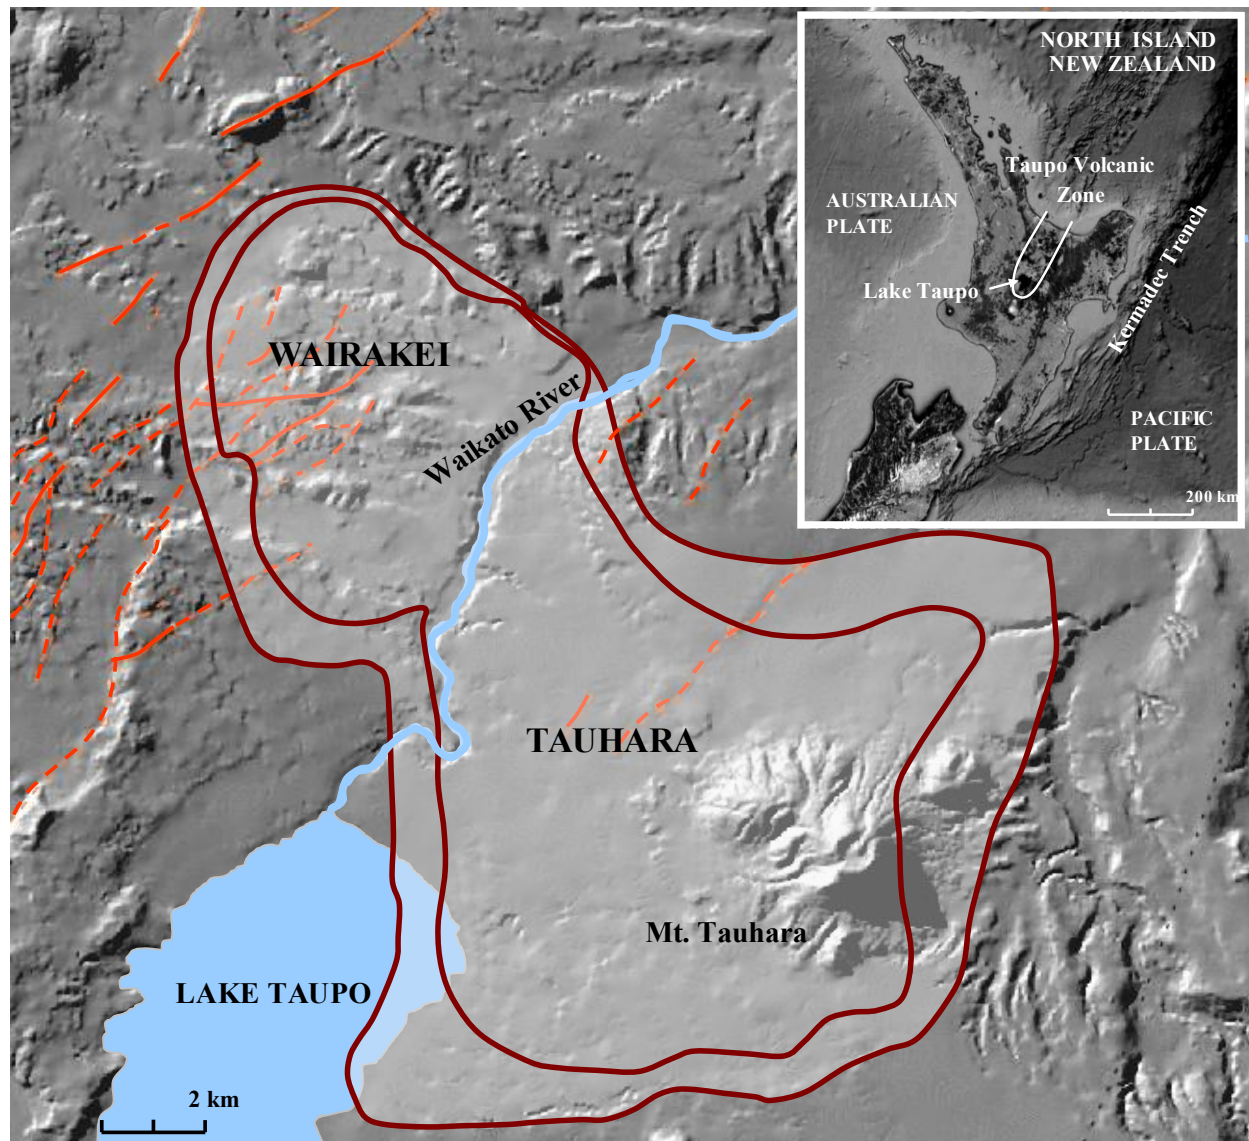 NORTH ISLAND
NEW ZEALAND
Taupo Volcanic
Zone
AUSTRALIAN
PLATE
Kermadec Trench
Lake Taupo
PACIFIC
PLATE
200 km
WAIRAKEI
Waikato River
TAUHARA
Mt. Tauhara
LAKE TAUPO
2 km